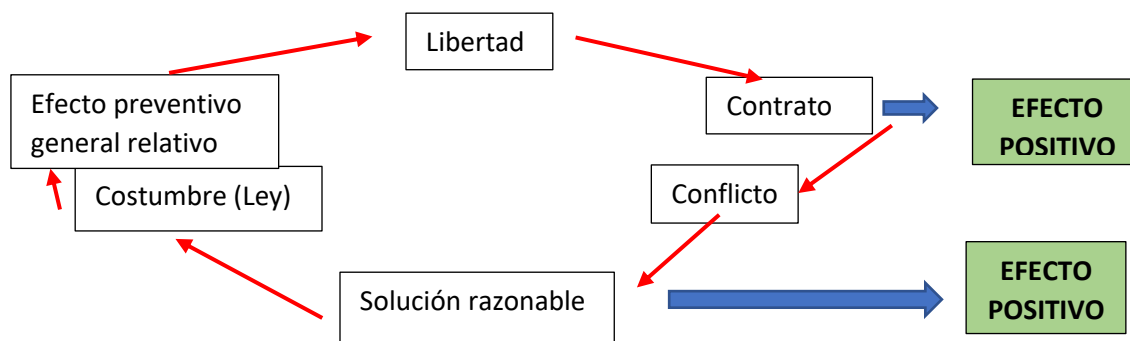 Libertad
Efecto preventivo
general relativo
Contrato
EFECTO
POSITIVO
Costumbre (Ley)
Conflicto
Solución razonable
EFECTO
POSITIVO